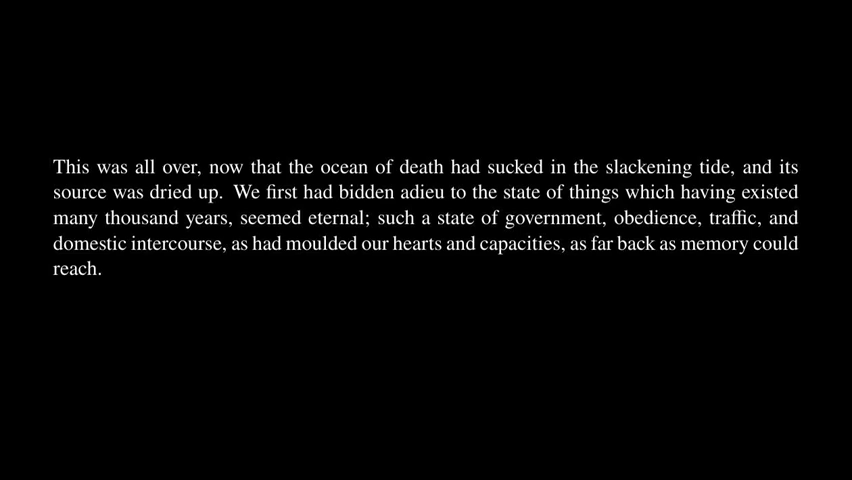 This was all over, now that the ocean of death had sucked in the slackening tide, and its
source was dried up. We first had bidden adieu to the state of things which having existed
many thousand years, seemed eternal; such a state of government, obedience, traffic, and
domestic intercourse, as had moulded our hearts and capacities, as far back as memory could
reach.